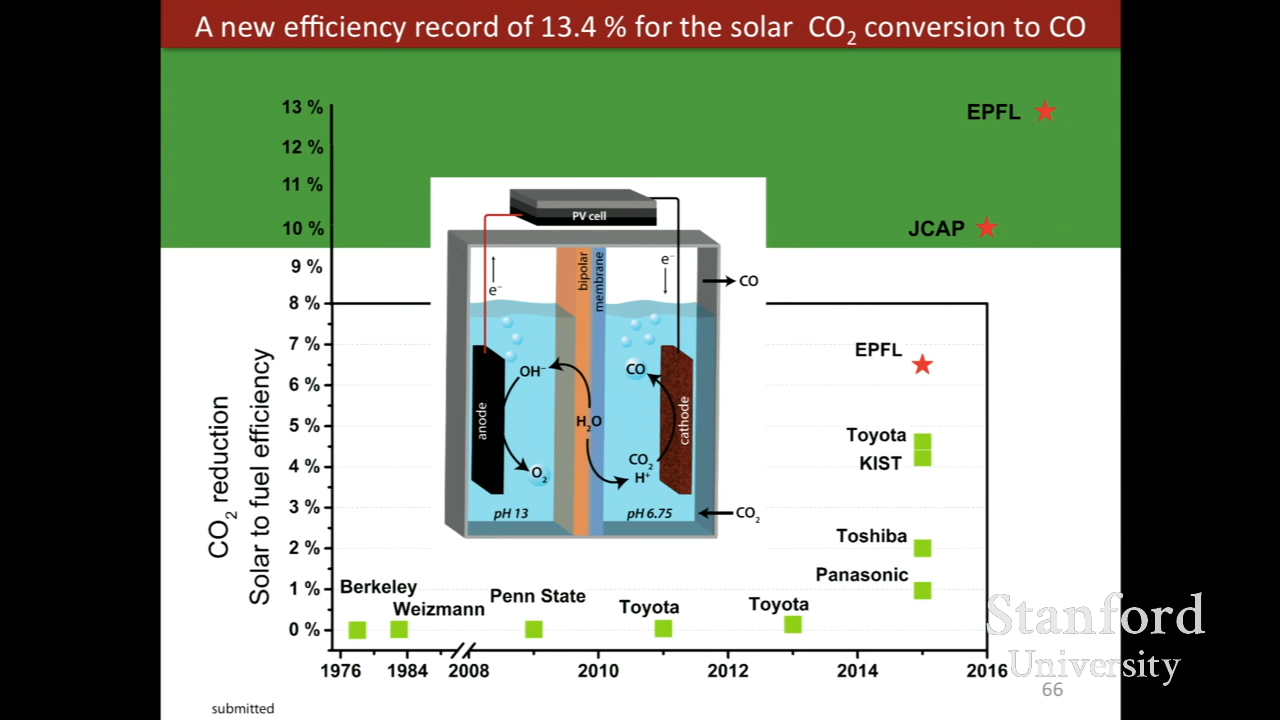 A new efficiency record of 13.4 % for the solar CO₂ conversion to CO
13 %
12 %
11 %
10 %
9 %
8 %
7 %
6 %
5 %
4 %
3 %
2 %
1 %
0 %
CO₂ reduction
Solar to fuel efficiency
EPFL
JCAP
EPFL
Toyota
KIST
Toshiba
Panasonic
Berkeley
Weizmann
Penn State
Toyota
Toyota
PV cell
e⁻
bipolar
membrane
e⁻
CO
OH⁻
CO
anode
H₂O
cathode
O₂
CO₂
H⁺
pH 13
pH 6.75
CO₂
1976
1984
2008
2010
2012
2014
2016
Stanford
University
66
submitted